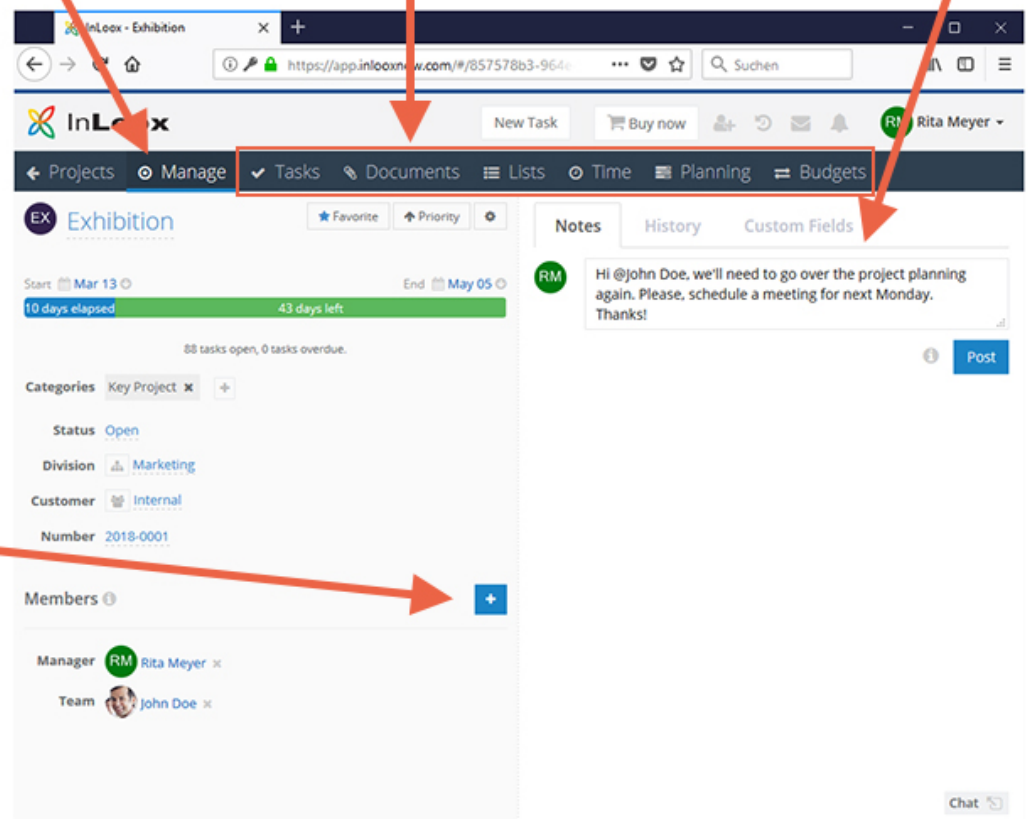 InLoox - Exhibition
https://app.inlooxnow.com/#/857578b3-964e
Suchen
InLoox
New Task
Buy now
RM Rita Meyer
Projects Manage Tasks Documents Lists Time Planning Budgets
EX Exhibition
Favorite Priority
Notes History Custom Fields
Start Mar 13
End May 05
10 days elapsed 43 days left
88 tasks open, 0 tasks overdue.
RM
Hi @John Doe, we'll need to go over the project planning
again. Please, schedule a meeting for next Monday.
Thanks!
Post
Categories Key Project
Status Open
Division Marketing
Customer Internal
Number 2018-0001
Members
Manager RM Rita Meyer
Team John Doe
Chat